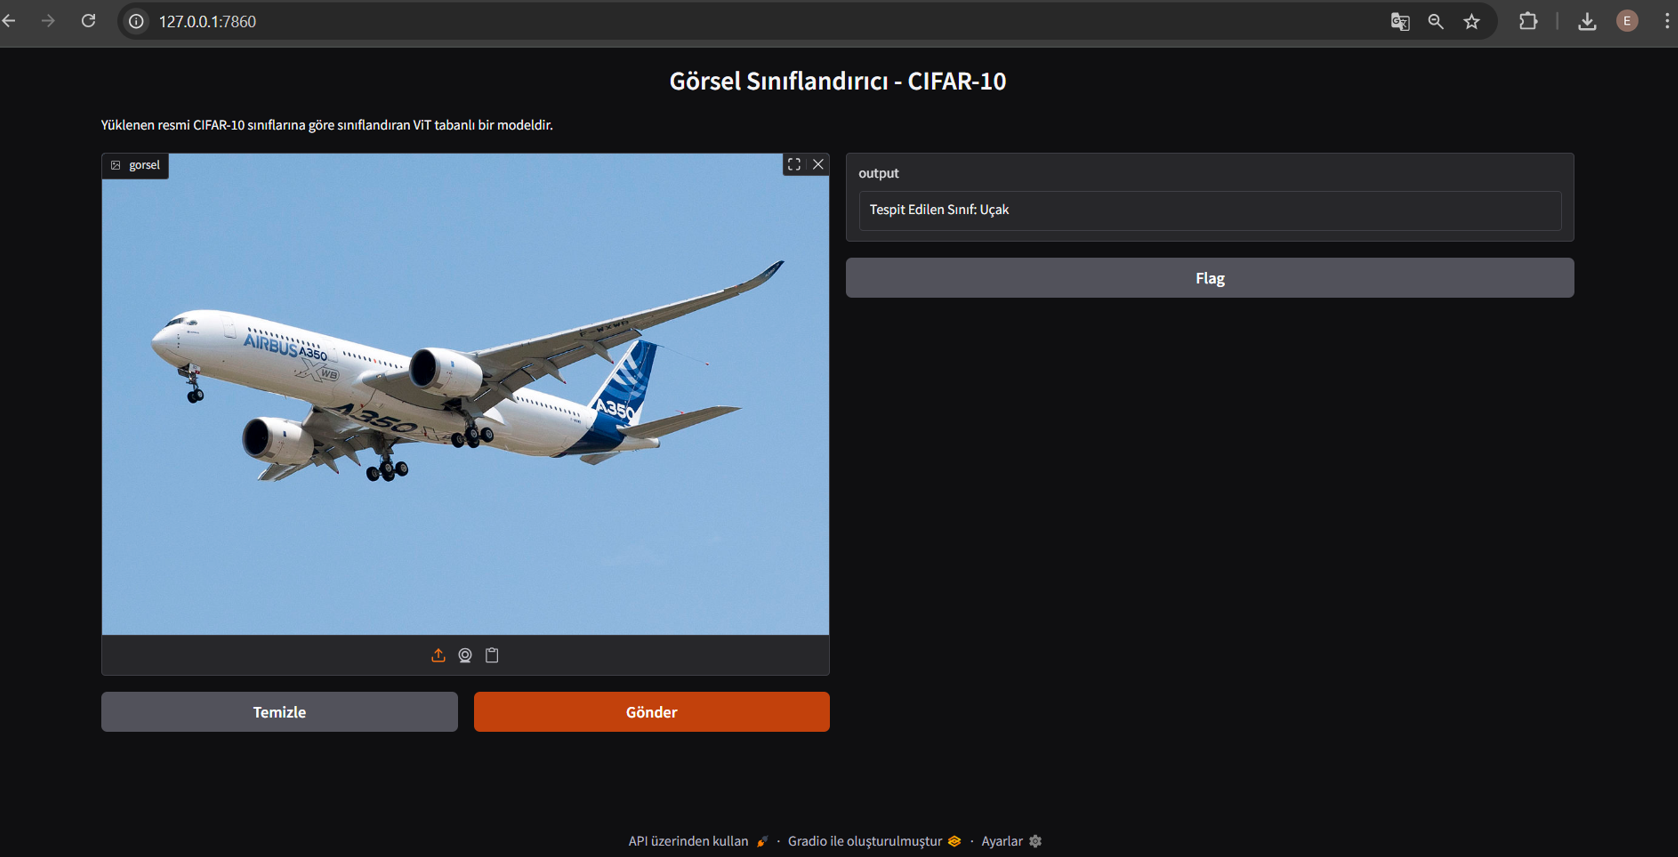 127.0.0.1:7860
E
Görsel Sınıflandırıcı - CIFAR-10
Yüklenen resmi CIFAR-10 sınıflarına göre sınıflandıran ViT tabanlı bir modeldir.
gorsel
AIRBUS A350
XWB
A350
A350
output
Tespit Edilen Sınıf: Uçak
Flag
Temizle
Gönder
API üzerinden kullan · Gradio ile oluşturulmuştur · Ayarlar